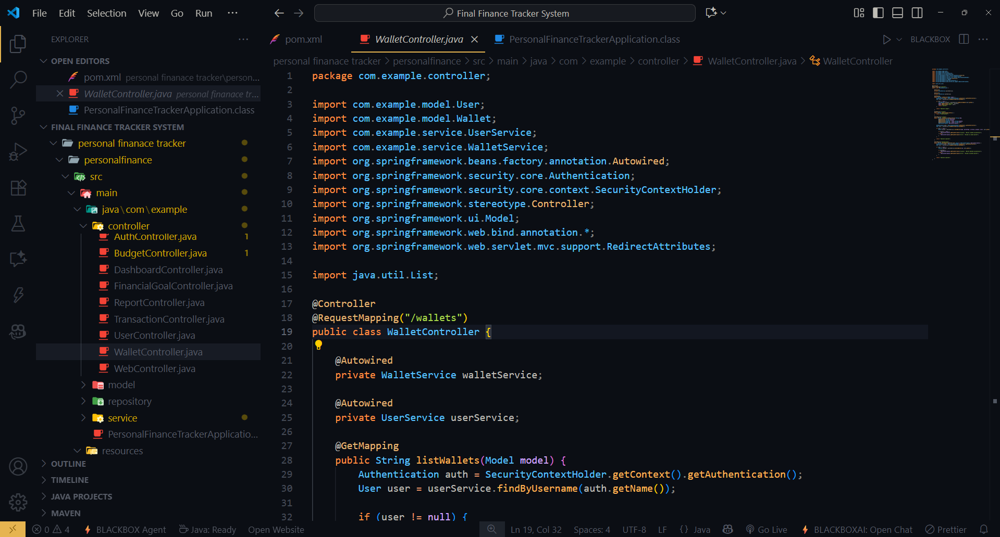 File Edit Selection View Go Run ···
Final Finance Tracker System
EXPLORER
OPEN EDITORS
pom.xml personal finanace tracker\person...
WalletController.java personal finanace tr...
PersonalFinanceTrackerApplication.class
FINAL FINANCE TRACKER SYSTEM
personal finanace tracker
personalfinance
src
main
java\com\example
controller
AuthController.java 1
BudgetController.java 1
DashboardController.java
FinancialGoalController.java
ReportController.java
TransactionController.java
UserController.java
WalletController.java
WebController.java
model
repository
service
PersonalFinanceTrackerApplicatio...
resources
OUTLINE
TIMELINE
JAVA PROJECTS
MAVEN
pom.xml WalletController.java PersonalFinanceTrackerApplication.class BLACKBOX
personal finanace tracker > personalfinance > src > main > java > com > example > controller > WalletController.java > WalletController
1 package com.example.controller;
2
3 import com.example.model.User;
4 import com.example.model.Wallet;
5 import com.example.service.UserService;
6 import com.example.service.WalletService;
7 import org.springframework.beans.factory.annotation.Autowired;
8 import org.springframework.security.core.Authentication;
9 import org.springframework.security.core.context.SecurityContextHolder;
10 import org.springframework.stereotype.Controller;
11 import org.springframework.ui.Model;
12 import org.springframework.web.bind.annotation.*;
13 import org.springframework.web.servlet.mvc.support.RedirectAttributes;
14
15 import java.util.List;
16
17 @Controller
18 @RequestMapping("/wallets")
19 public class WalletController {
20
21 @Autowired
22 private WalletService walletService;
23
24 @Autowired
25 private UserService userService;
26
27 @GetMapping
28 public String listWallets(Model model) {
29 Authentication auth = SecurityContextHolder.getContext().getAuthentication();
30 User user = userService.findByUsername(auth.getName());
31
32 if (user != null) {
0 4 BLACKBOX Agent Java: Ready Open Website Ln 19, Col 32 Spaces: 4 UTF-8 LF {} Java Go Live BLACKBOXAI: Open Chat Prettier